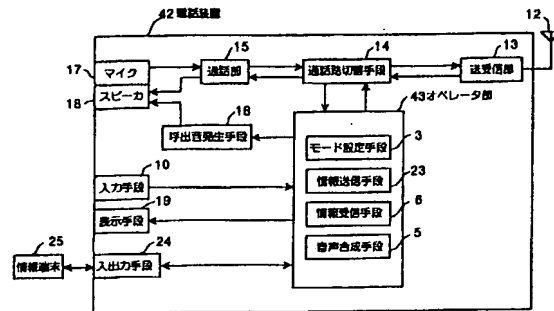 42 電話装置
12
15
14
13
17
マイク
通話部
通話路切替手段
送受信部
18
スピーカ
43 オペレータ部
16
呼出音発生手段
モード設定手段
3
10
入力手段
情報送信手段
23
19
表示手段
情報受信手段
6
25
24
音声合成手段
5
情報端末
入出力手段